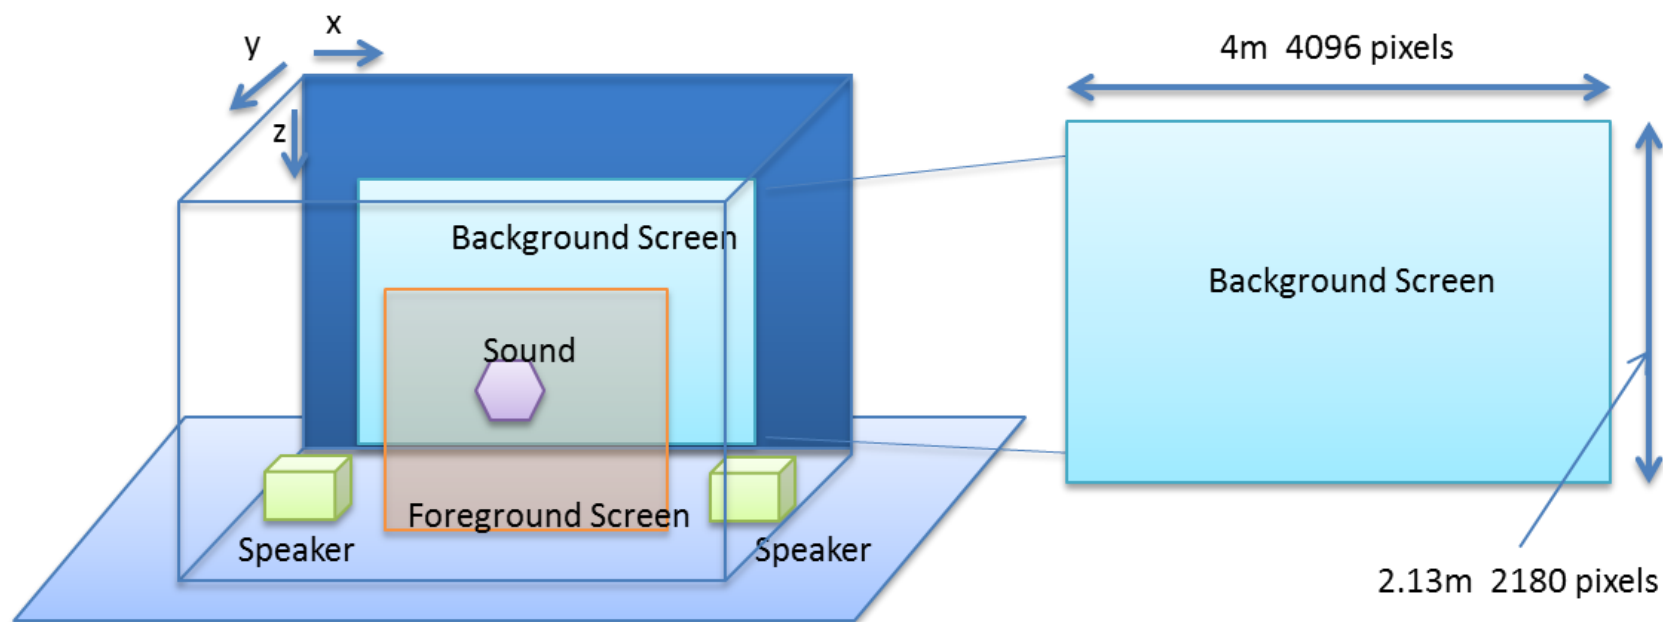 x
y
z
Background Screen
Sound
Foreground Screen
Speaker
Speaker
4m 4096 pixels
Background Screen
2.13m 2180 pixels